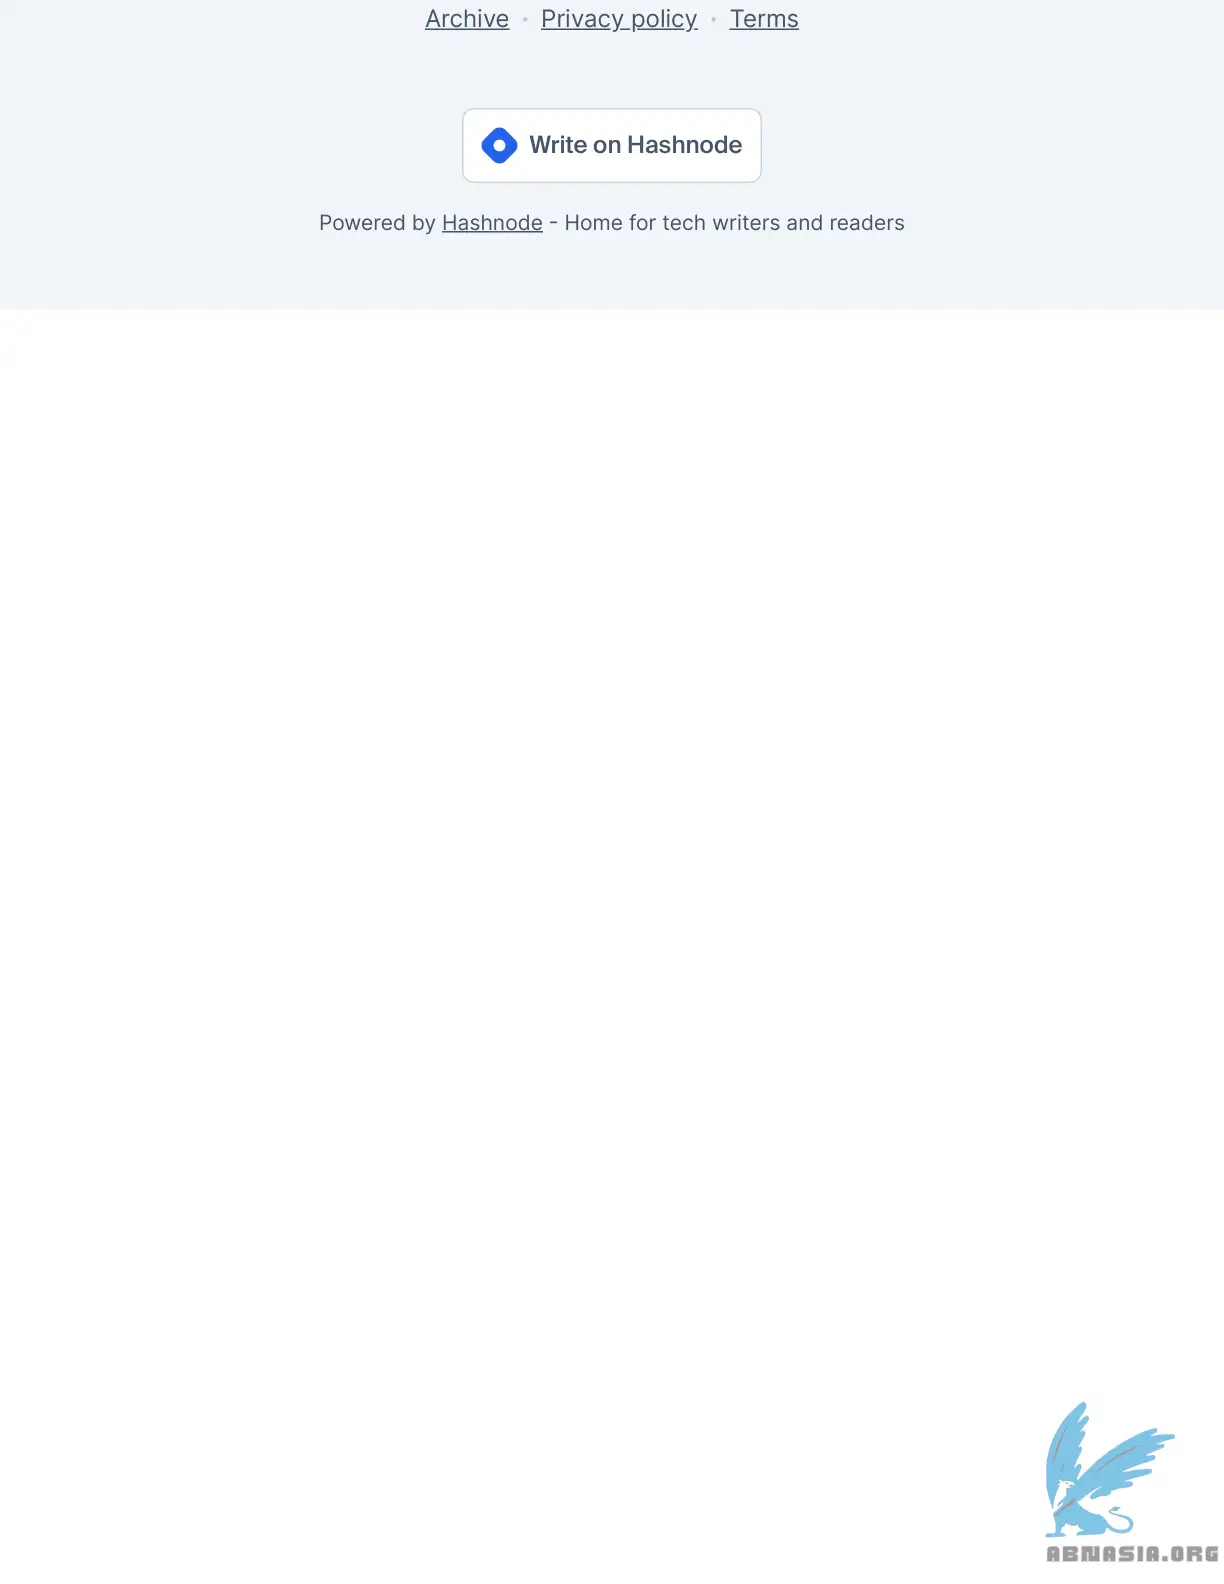 Archive · Privacy policy · Terms
Write on Hashnode
Powered by Hashnode - Home for tech writers and readers
ABNASIA.ORG